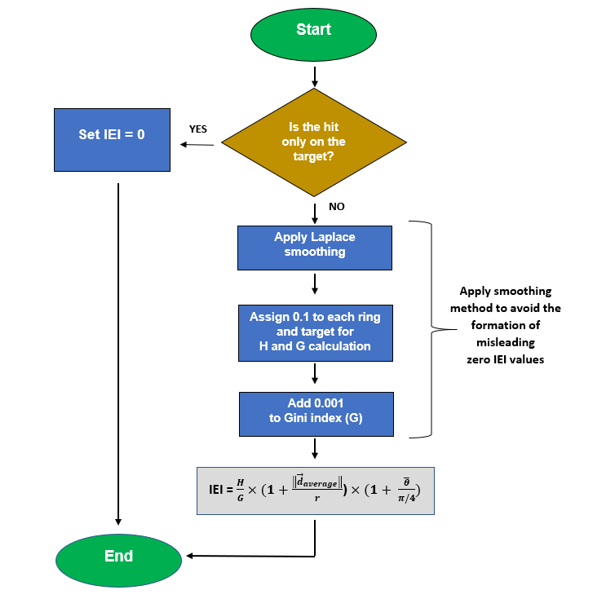 Start
Is the hit
only on the
target?
YES
Set IEI = 0
NO
Apply Laplace
smoothing
Assign 0.1 to each ring
and target for
H and G calculation
Add 0.001
to Gini index (G)
Apply smoothing
method to avoid the
formation of
misleading
zero IEI values
IEI = H/G × (1 + ‖d⃗average‖/r) × (1 + θ̅/(π/4))
End